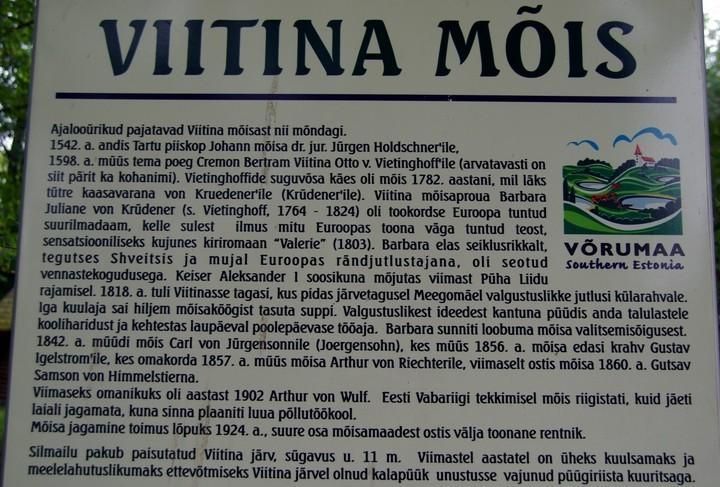 VIITINA MÕIS
Ajaloourikud pajatavad Viitina mõisast nii mõndagi.
1542. a. andis Tartu piiskop Johann mõisa dr. jur. Jürgen Holdschner'ile,
1598. a. müüs tema poeg Cremon Bertram Viitina Otto v. Vietinghoff'ile (arvatavasti on
siit pärit ka kohanimi). Vietinghoffide suguvõsa käes oli mõis 1782. aastani, mil läks
tütre kaasavarana von Kruedener'ile (Krüdener'ile). Viitina mõisaproua Barbara
Juliane von Krüdener (s. Vietinghoff, 1764 - 1824) oli tookordse Euroopa tuntud
suurilmadaam, kelle sulest ilmus mitu Euroopas toona väga tuntud teost,
sensatsiooniliseks kujunes kiriromaan "Valerie" (1803). Barbara elas seiklusrikkalt,
tegutses Shveitsis ja mujal Euroopas rändjutlustajana, oli seotud
vennastekogudusega. Keiser Aleksander I soosikuna mõjutas viimast Püha Liidu
rajamisel. 1818. a. tuli Viitinasse tagasi, kus pidas järvetagusel Meegomäel valgustuslikke jutlusi külarahvale.
Iga kuulaja sai hiljem mõisaköögist tasuta suppi. Valgustuslikest ideedest kantuna püüdis anda talulastele
kooliharidust ja kehtestas laupäeval poolepäevase tööaja. Barbara sunniti loobuma mõisa valitsemisõigusest.
1842. a. müüdi mõis Carl von Jürgensonnile (Joergensohn), kes müüs 1856. a. mõisa edasi krahv Gustav
Igelstrom'ile, kes omakorda 1857. a. müüs mõisa Arthur von Riechterile, viimaselt ostis mõisa 1860. a. Gutsav
Samson von Himmelstierna.
Viimaseks omanikuks oli aastast 1902 Arthur von Wulf. Eesti Vabariigi tekkimisel mõis riigistati, kuid jäeti
laiali jagamata, kuna sinna plaaniti luua põllutöökool.
Mõisa jagamine toimus lõpuks 1924. a., suure osa mõisamaadest ostis välja toonane rentnik.
Silmailu pakub paisutatud Viitina järv, sügavus u. 11 m. Viimastel aastatel on üheks kuulsamaks ja
meelelahutuslikumaks ettevõtmiseks Viitina järvel olnud kalapüük unustusse vajunud püügiriista kuuritsaga.
VÕRUMAA
Southern Estonia